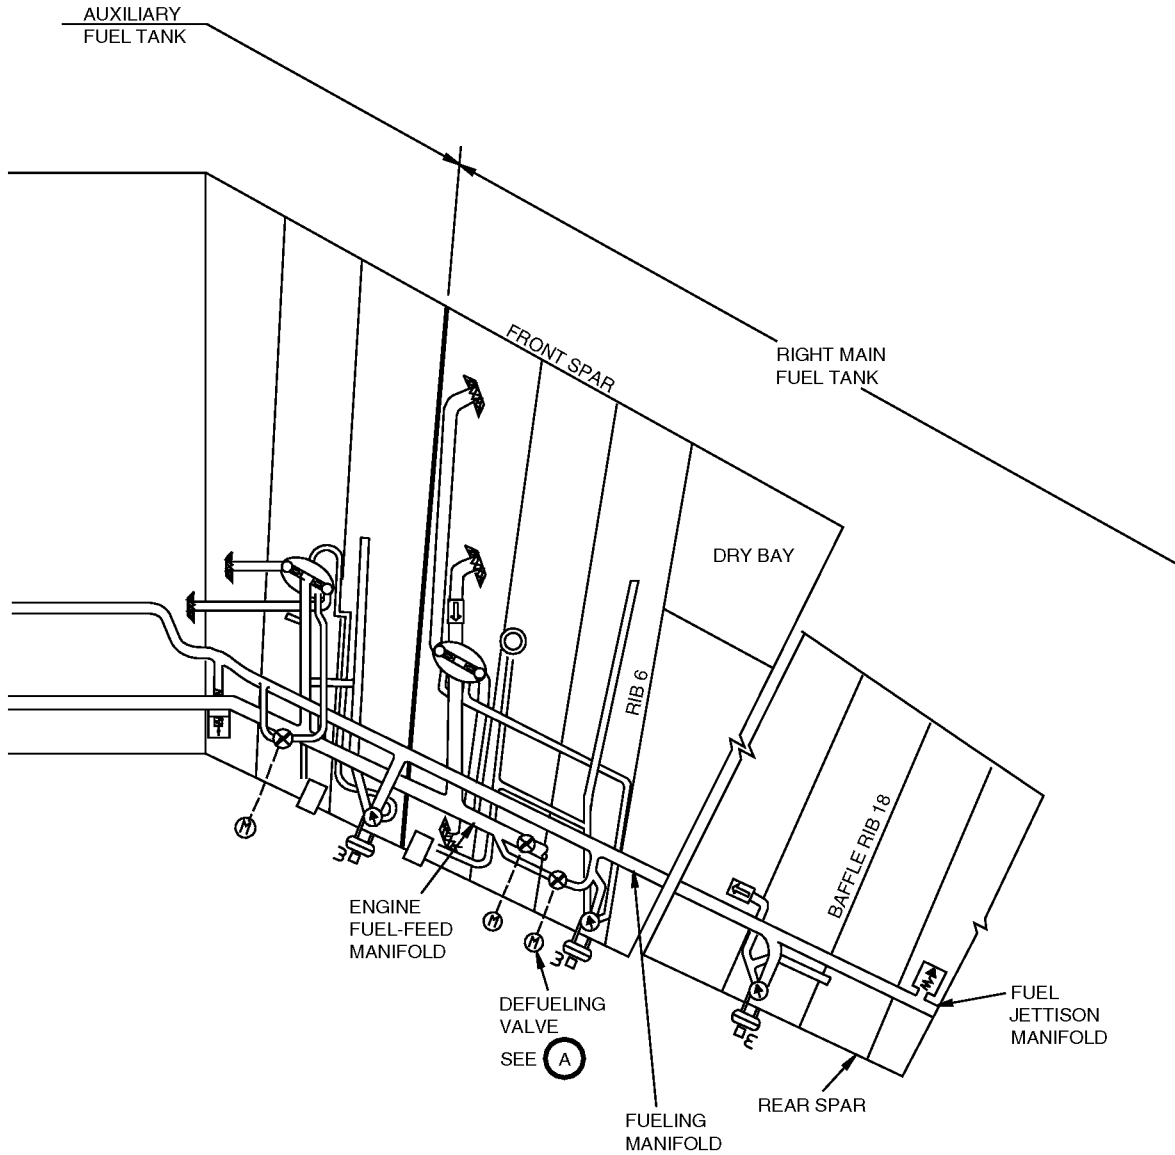 AUXILIARY
FUEL TANK
FRONT SPAR
RIGHT MAIN
FUEL TANK
DRY BAY
RIB 6
BAFFLE RIB 18
M
M
M
ENGINE
FUEL-FEED
MANIFOLD
DEFUELING
VALVE
SEE A
FUEL
JETTISON
MANIFOLD
REAR SPAR
FUELING
MANIFOLD